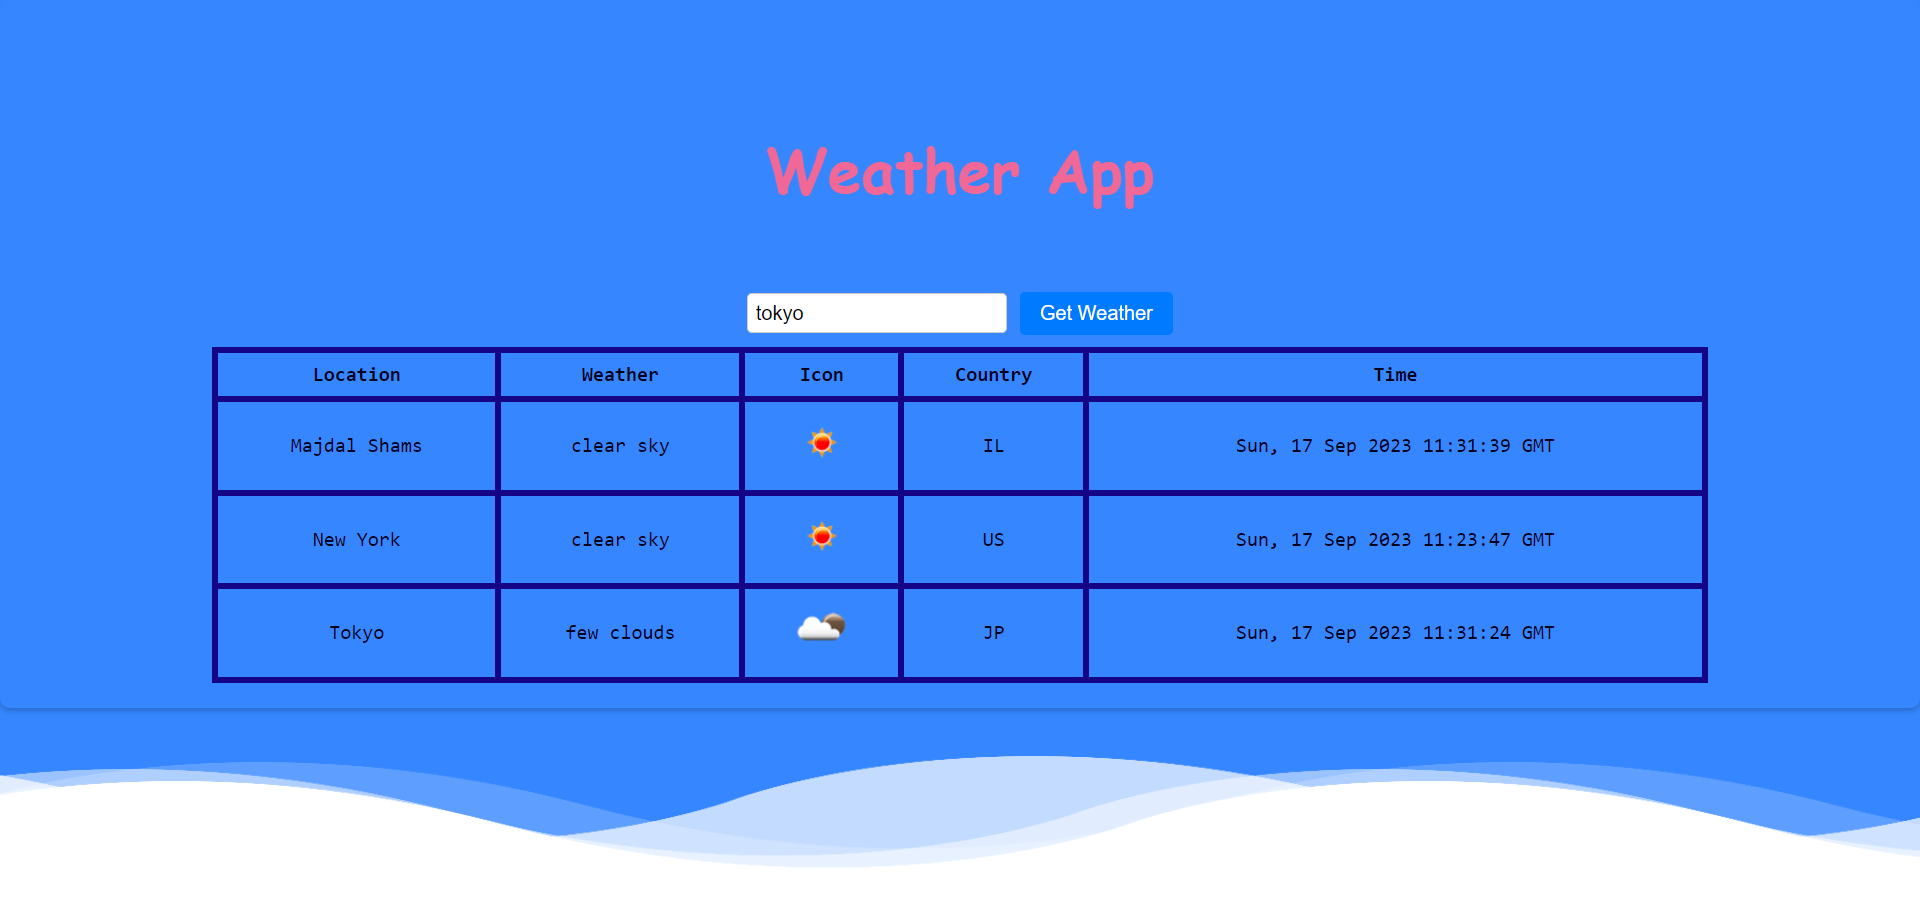 Weather App
tokyo Get Weather
Location Weather Icon Country Time
Majdal Shams clear sky IL Sun, 17 Sep 2023 11:31:39 GMT
New York clear sky US Sun, 17 Sep 2023 11:23:47 GMT
Tokyo few clouds JP Sun, 17 Sep 2023 11:31:24 GMT